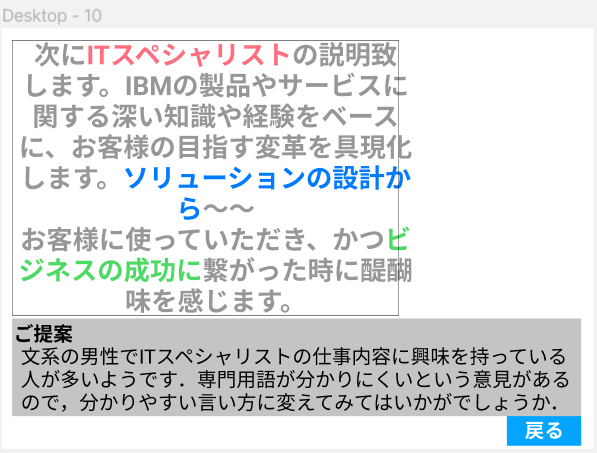 Desktop - 10
次にITスペシャリストの説明致
します。IBMの製品やサービスに
関する深い知識や経験をベース
に、お客様の目指す変革を具現化
します。ソリューションの設計か
ら〜〜
お客様に使っていただき、かつビ
ジネスの成功に繋がった時に醍醐
味を感じます。
ご提案
文系の男性でITスペシャリストの仕事内容に興味を持っている
人が多いようです．専門用語が分かりにくいという意見がある
ので，分かりやすい言い方に変えてみてはいかがでしょうか．
戻る